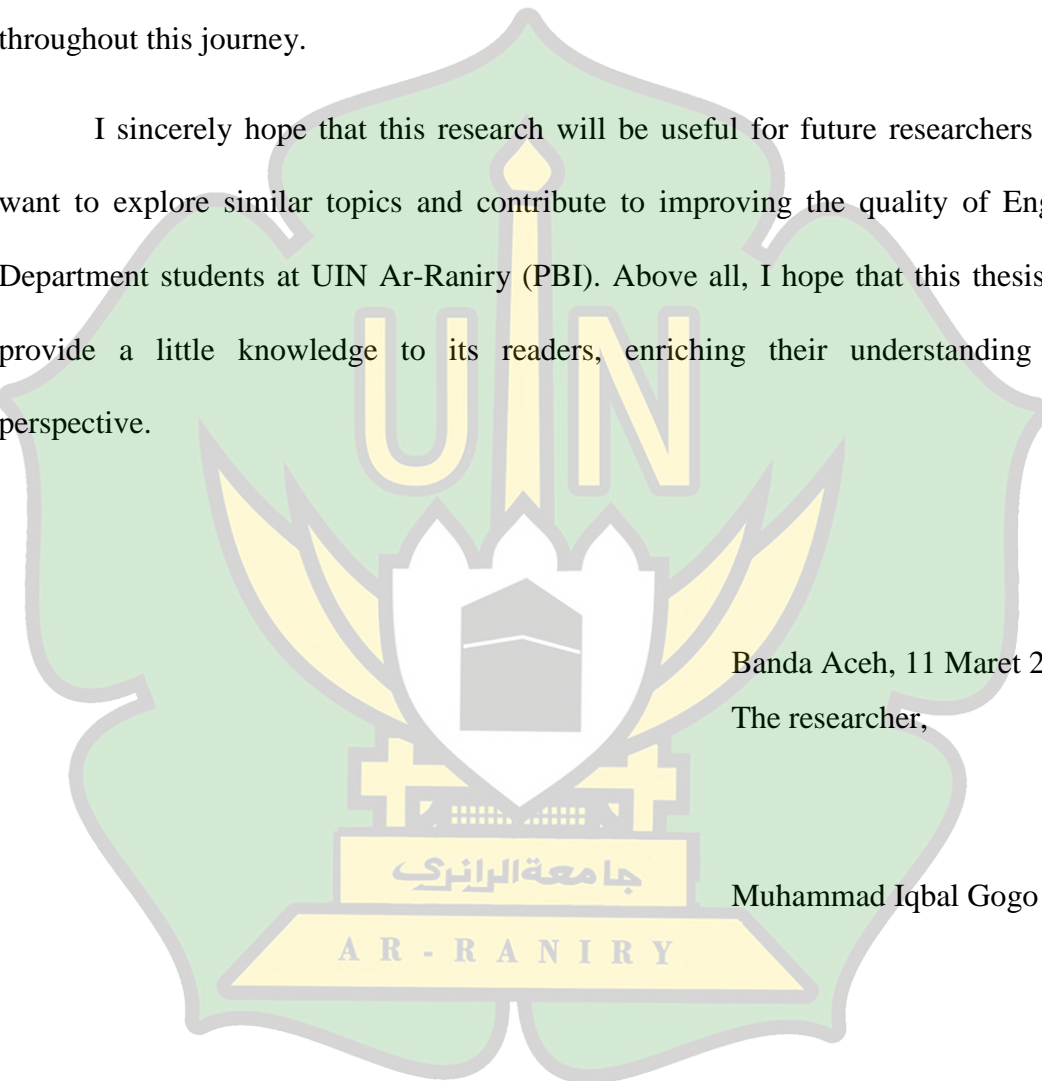 throughout this journey.
I sincerely hope that this research will be useful for future researchers
want to explore similar topics and contribute to improving the quality of Eng
Department students at UIN Ar-Raniry (PBI). Above all, I hope that this thesis
provide a little knowledge to its readers, enriching their understanding
perspective.
UIN
Banda Aceh, 11 Maret 2
The researcher,
جامعةالرانري
Muhammad Iqbal Gogo
AR-RANIRY